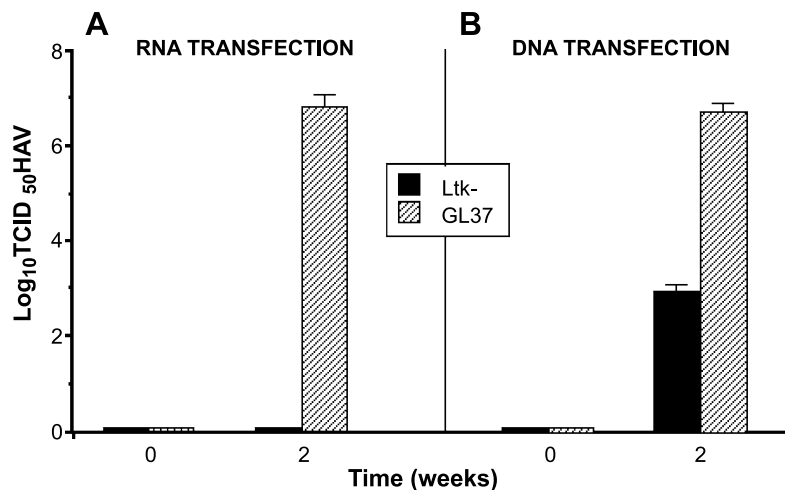 A
B
RNA TRANSFECTION
DNA TRANSFECTION
8
6
4
2
0
Log10TCID 50HAV
Ltk-
GL37
0
2
0
2
Time (weeks)